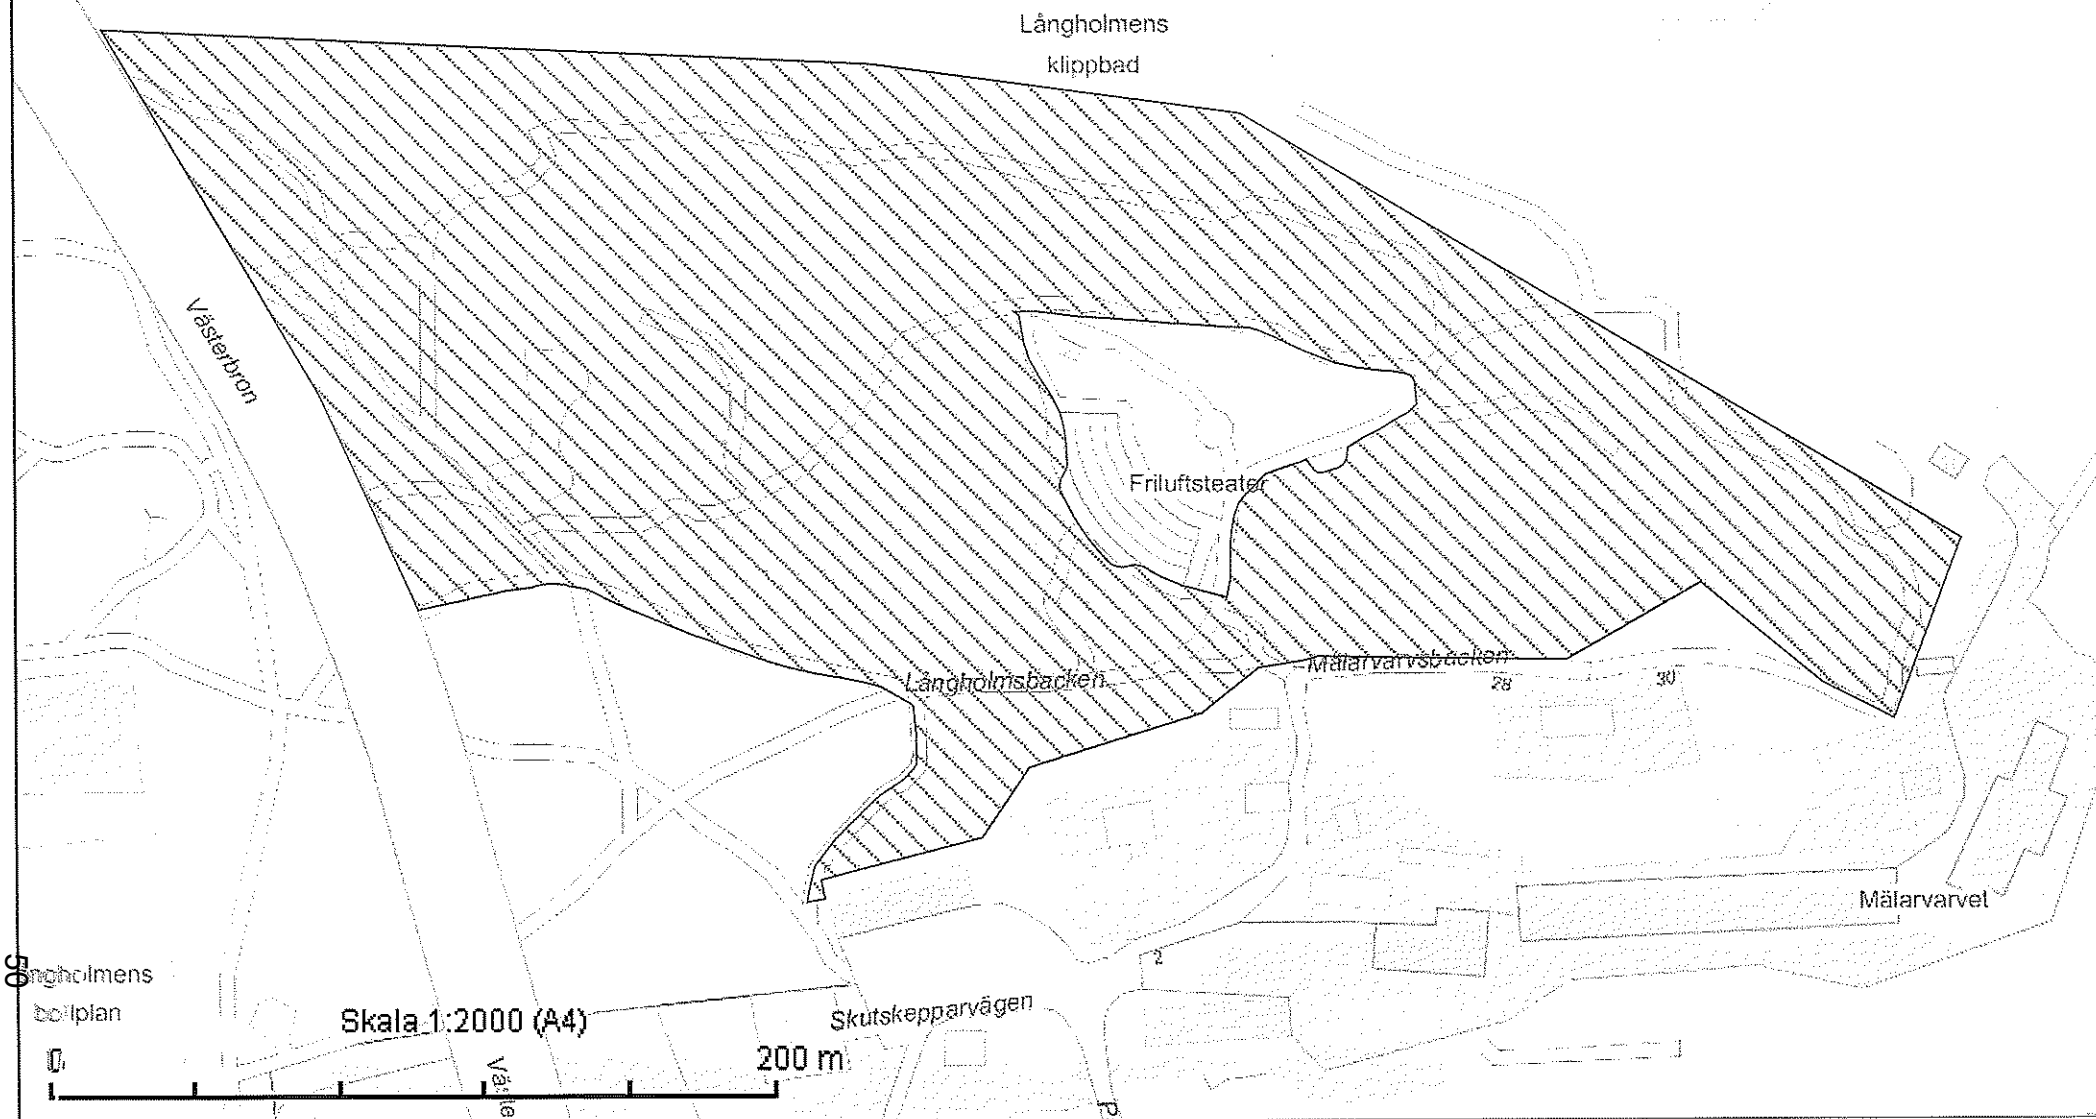 Långholmens
klippbad
Västerbron
Friluftsteater
Långholmsbacken
Mälarvarvsbacken
28
30
Mälarvarvet
2
50
ngholmens
bollplan
Skala 1:2000 (A4)
Skutskepparvägen
0
200 m
Väste
P